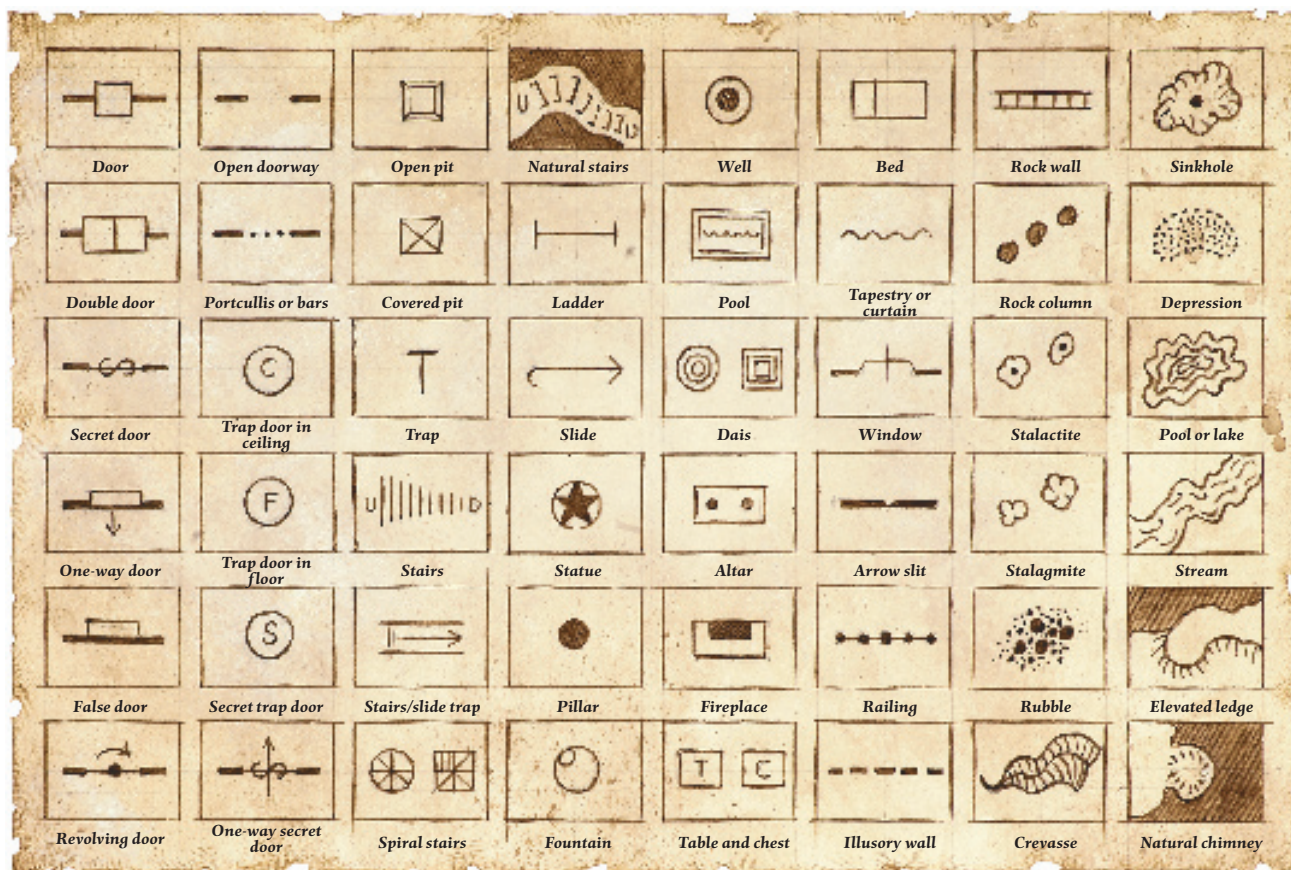 Door
Open doorway
Open pit
Natural stairs
Well
Bed
Rock wall
Sinkhole
Double door
Portcullis or bars
Covered pit
Ladder
Pool
Tapestry or
curtain
Rock column
Depression
C
T
Secret door
Trap door in
ceiling
Trap
Slide
Dais
Window
Stalactite
Pool or lake
F
U
D
One-way door
Trap door in
floor
Stairs
Statue
Altar
Arrow slit
Stalagmite
Stream
S
False door
Secret trap door
Stairs/slide trap
Pillar
Fireplace
Railing
Rubble
Elevated ledge
T
C
Revolving door
One-way secret
door
Spiral stairs
Fountain
Table and chest
Illusory wall
Crevasse
Natural chimney